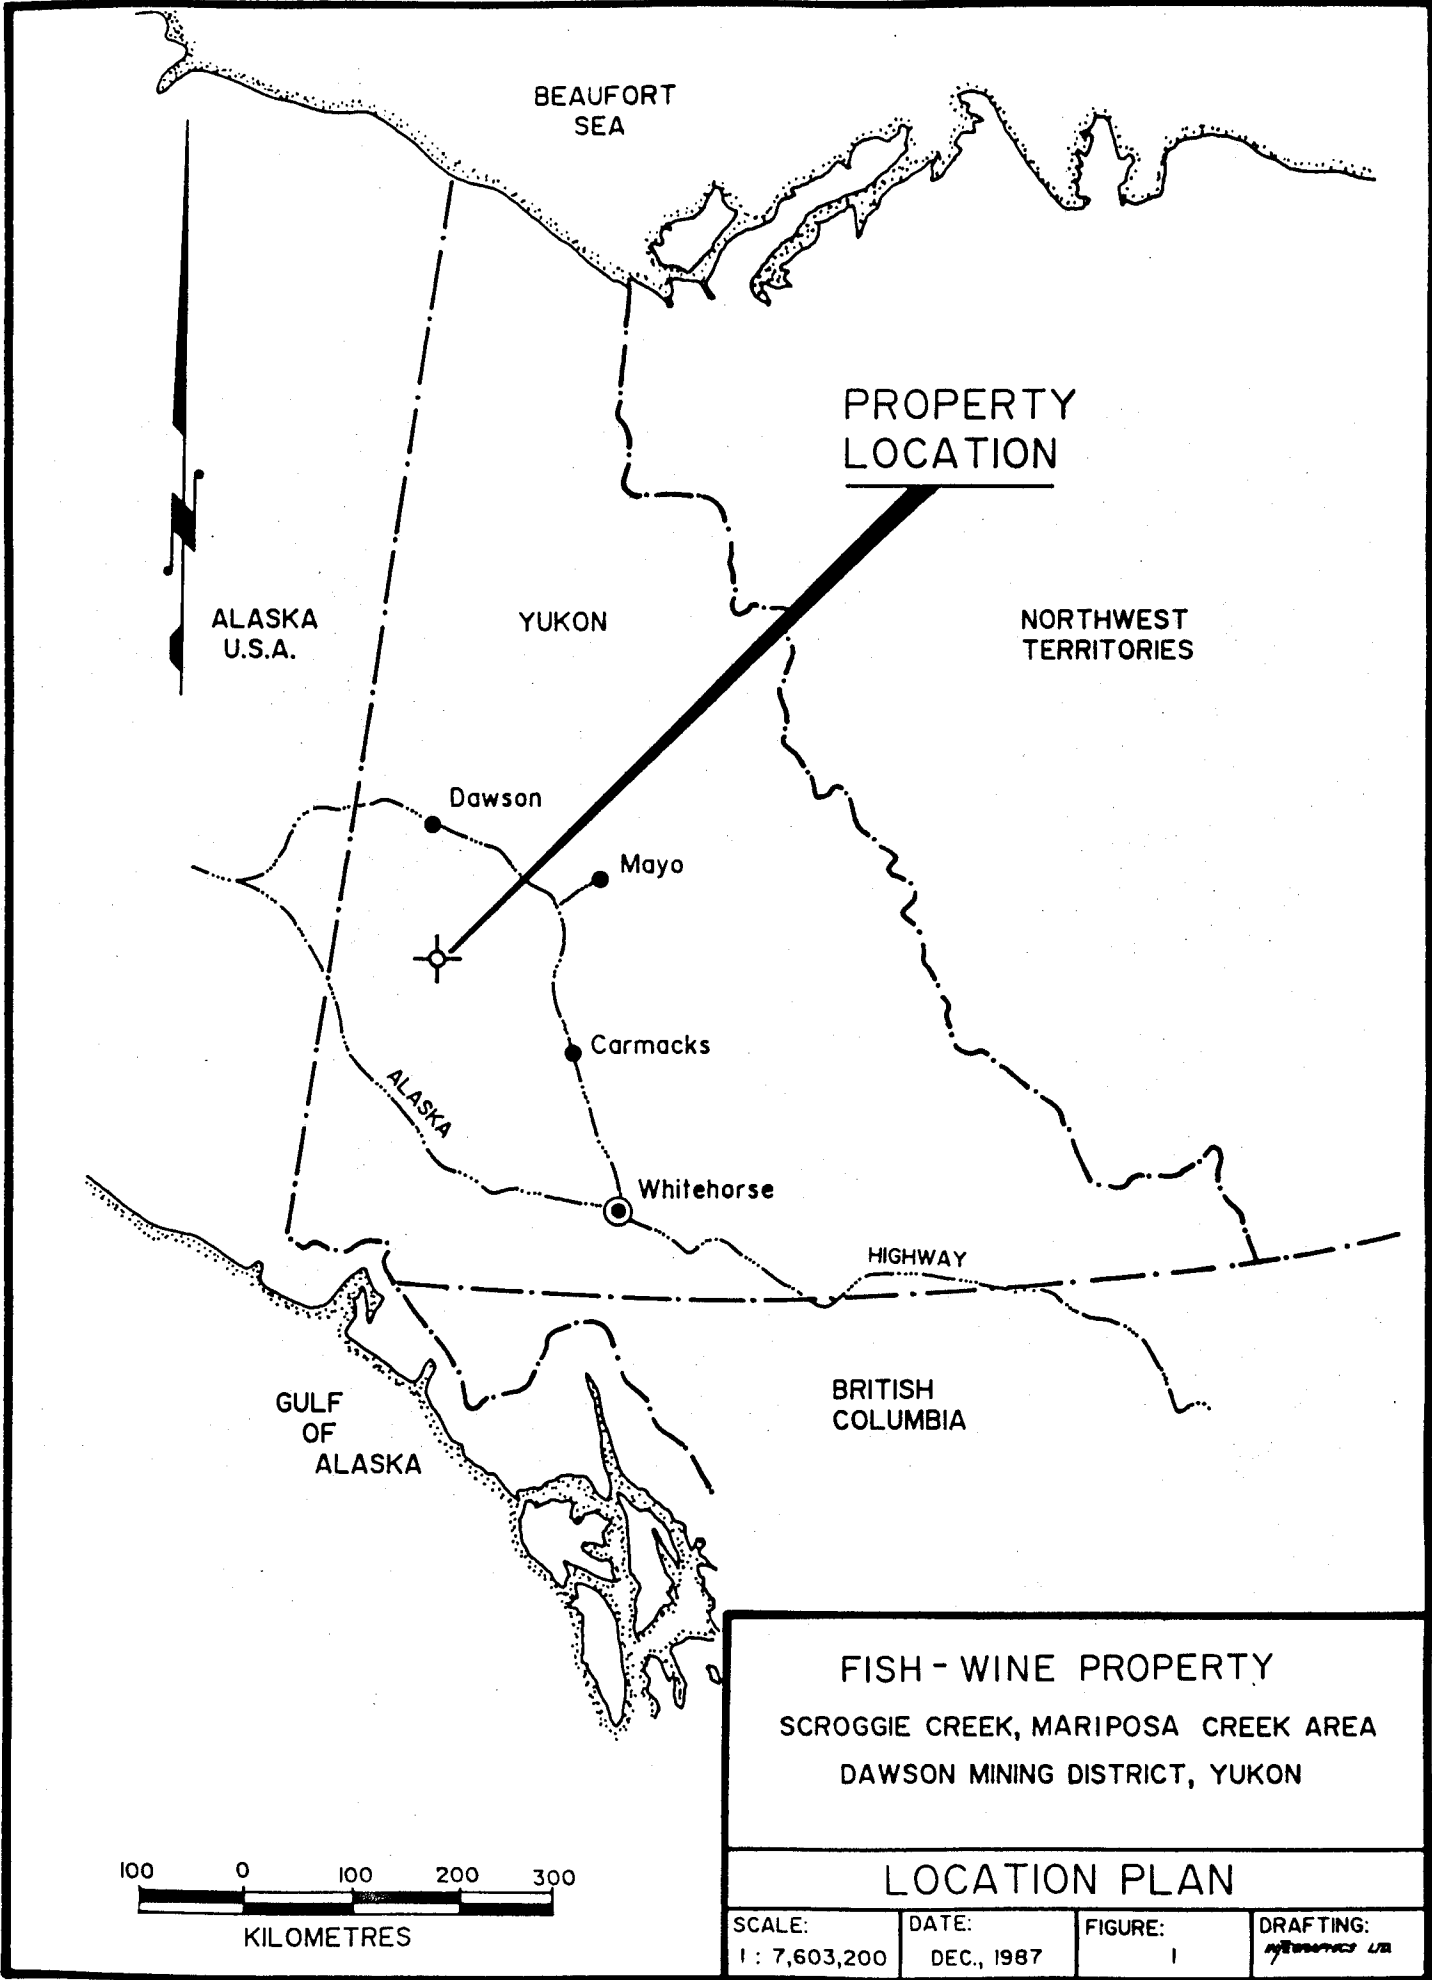 BEAUFORT
SEA
PROPERTY
LOCATION
ALASKA
U.S.A.
YUKON
NORTHWEST
TERRITORIES
Dawson
Mayo
Carmacks
ALASKA
Whitehorse
HIGHWAY
GULF
OF
ALASKA
BRITISH
COLUMBIA
FISH - WINE PROPERTY
SCROGGIE CREEK, MARIPOSA CREEK AREA
DAWSON MINING DISTRICT, YUKON
100 0 100 200 300
KILOMETRES
LOCATION PLAN
SCALE:
1 : 7,603,200
DATE:
DEC., 1987
FIGURE:
1
DRAFTING:
LTD.